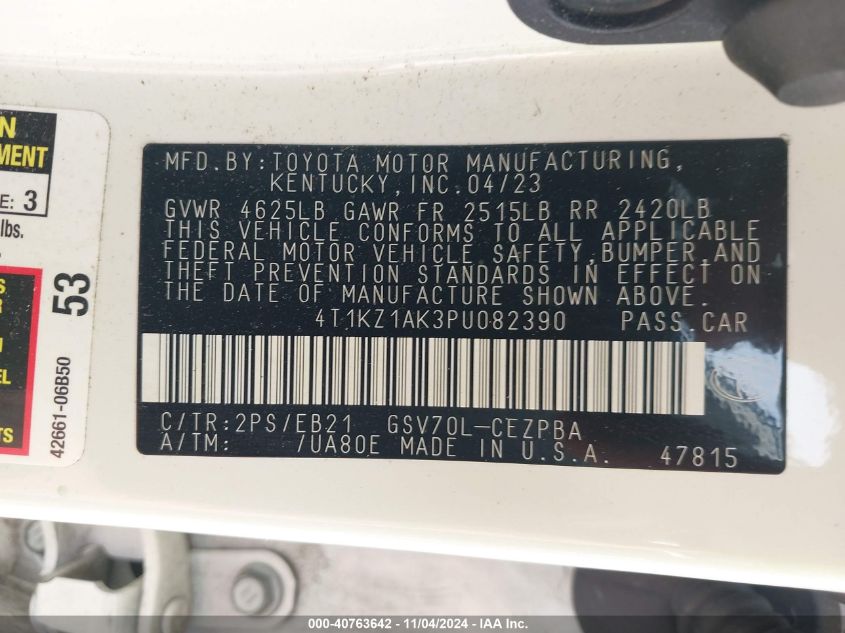 N
MENT
E: 3
lbs.
S
R
N
EL
TS
53
42661-06B50
MFD.BY:TOYOTA MOTOR MANUFACTURING,
KENTUCKY,INC.04/23
GVWR 4625LB GAWR FR 2515LB RR 2420LB
THIS VEHICLE CONFORMS TO ALL APPLICABLE
FEDERAL MOTOR VEHICLE SAFETY,BUMPER,AND
THEFT PREVENTION STANDARDS IN EFFECT ON
THE DATE OF MANUFACTURE SHOWN ABOVE.
4T1KZ1AK3PU082390 PASS.CAR
C/TR:2PS/EB21 GSV70L-CEZPBA
A/TM: /UA80E MADE IN U.S.A. 47815
000-40763642 - 11/04/2024 - IAA Inc.